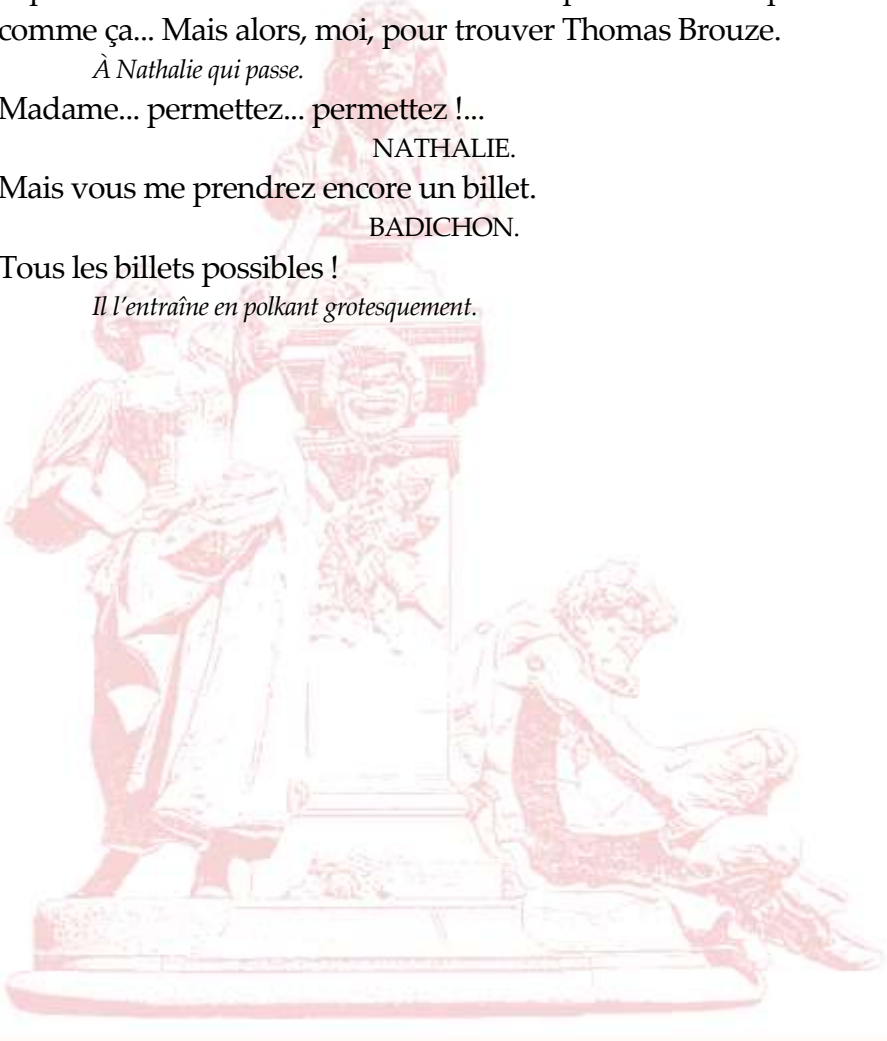 comme ça... Mais alors, moi, pour trouver Thomas Brouze.
À Nathalie qui passe.
Madame... permettez... permettez !...
NATHALIE.
Mais vous me prendrez encore un billet.
BADICHON.
Tous les billets possibles !
Il l’entraîne en polkant grotesquement.